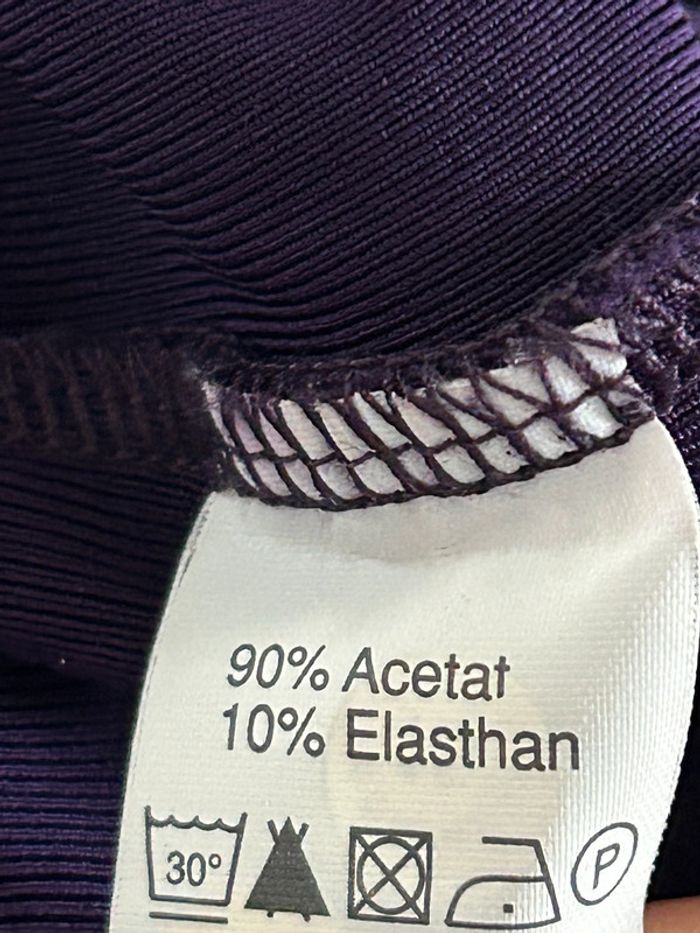 90% Acetat
10% Elasthan
30° P